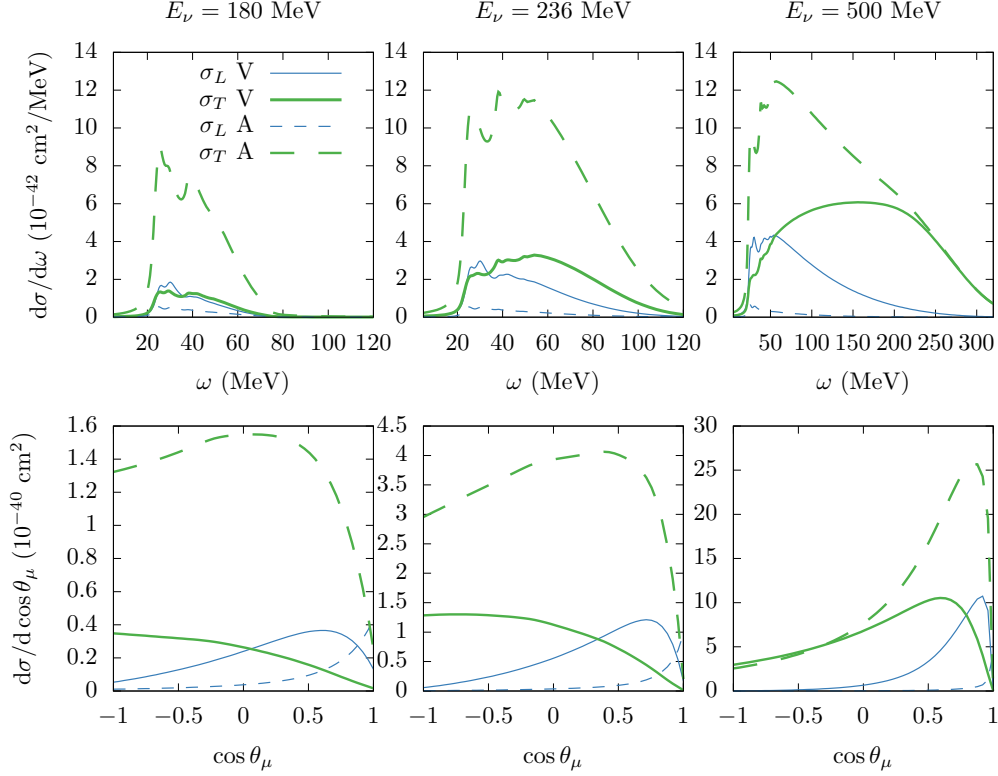 E_ν = 180 MeV E_ν = 236 MeV E_ν = 500 MeV
dσ/dω (10^−42 cm^2/MeV)
14 12 10 8 6 4 2 0
σ_L V
σ_T V
σ_L A
σ_T A
20 40 60 80 100 120
ω (MeV)
14 12 10 8 6 4 2 0
20 40 60 80 100 120
ω (MeV)
14 12 10 8 6 4 2 0
50 100 150 200 250 300
ω (MeV)
dσ/d cos θ_μ (10^−40 cm^2)
1.6 1.4 1.2 1 0.8 0.6 0.4 0.2 0
−1 −0.5 0 0.5 1
cos θ_μ
4.5 4 3.5 3 2.5 2 1.5 1 0.5 0
−1 −0.5 0 0.5 1
cos θ_μ
30 25 20 15 10 5 0
−1 −0.5 0 0.5 1
cos θ_μ